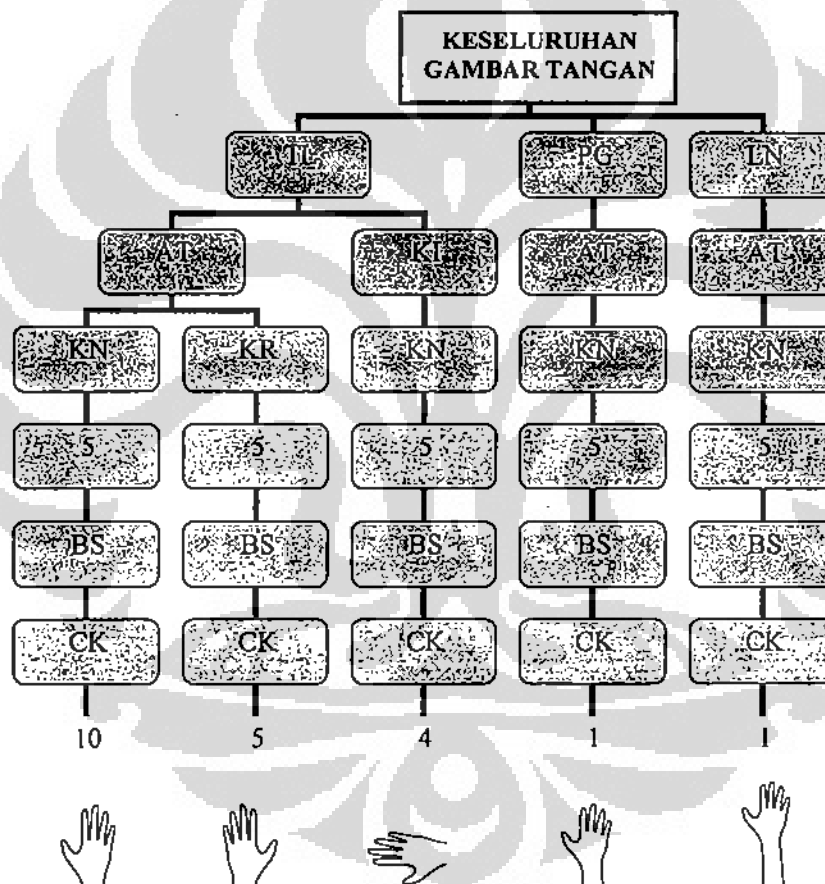 KESELURUHAN
GAMBAR TANGAN
TL PG LN
AT KI AT AT
KN KR KN KN KN
5 5 5 5 5
BS BS BS BS BS
CK CK CK CK CK
10 5 4 1 1